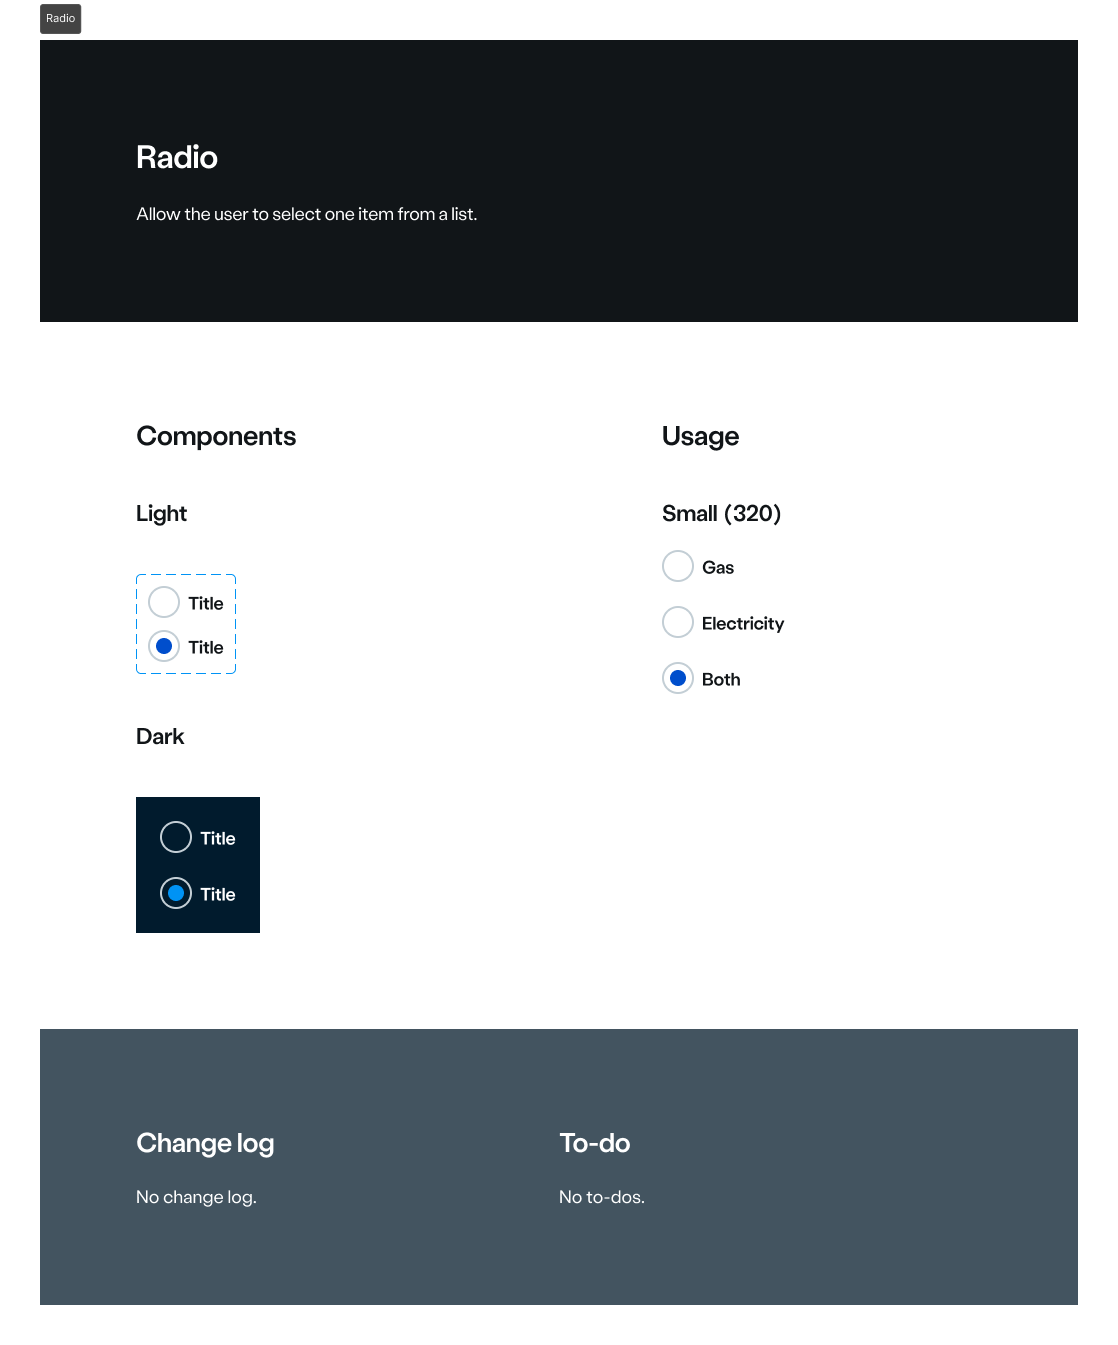 Radio
Radio
Allow the user to select one item from a list.
Components
Light
Title
Title
Dark
Title
Title
Usage
Small (320)
Gas
Electricity
Both
Change log
No change log.
To-do
No to-dos.